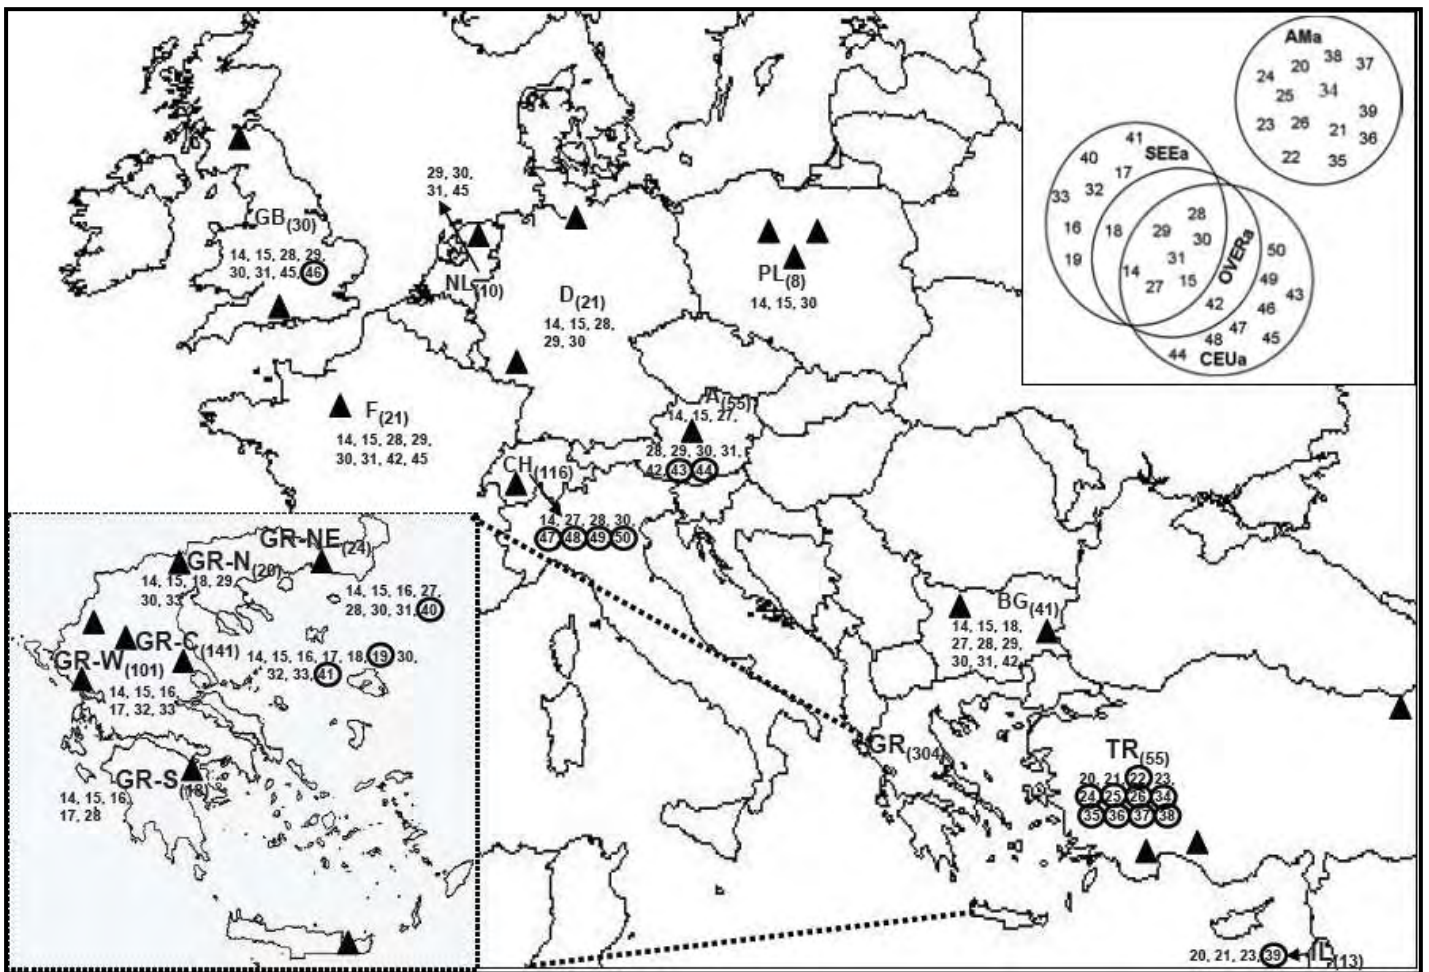 AMa
38
20
37
24
25
34
39
23
26
21
36
22
35
41
SEEa
40
17
33
32
16
18
19
28
29
30
31
OVERa
14
27
15
50
49
43
42
46
47
45
48
44
CEUa
GB(30)
14, 15, 28, 29,
30, 31, 45, 46
29, 30,
31, 45
NL(10)
D(21)
14, 15, 28,
29, 30
PL(8)
14, 15, 30
F(21)
14, 15, 28, 29,
30, 31, 42, 45
A(55)
14, 15, 27,
28, 29, 30, 31,
42, 43 44
CH(116)
14, 27, 28, 30,
47 48 49 50
BG(41)
14, 15, 18,
27, 28, 29,
30, 31, 42
GR(304)
TR(55)
20, 21, 22, 23,
24 25 26 34
35 36 37 38
20, 21, 23, 39
IL(13)
GR-NE(24)
14, 15, 16, 27,
28, 30, 31, 40
GR-N(20)
14, 15, 18, 29,
30, 33
GR-C(141)
14, 15, 16, 17, 18, 19 30,
32, 33, 41
GR-W(101)
14, 15, 16,
17, 32, 33
GR-S(18)
14, 15, 16,
17, 28